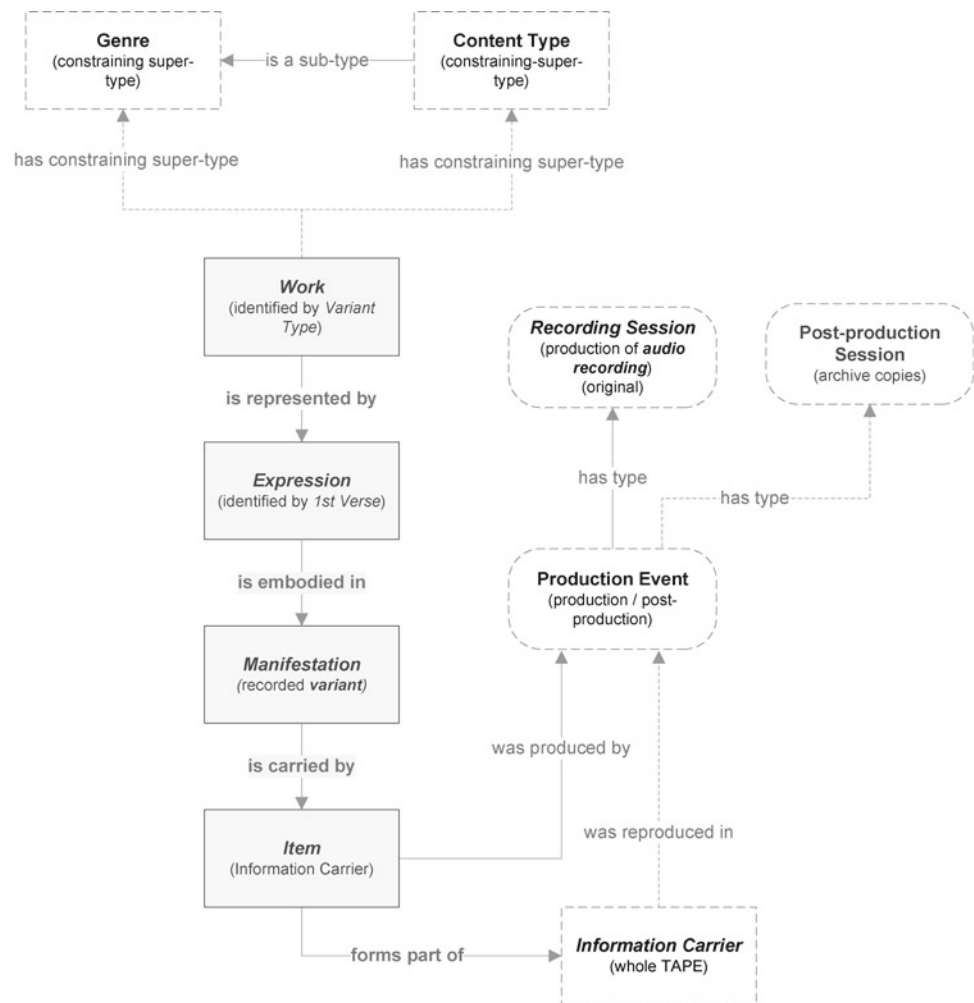 Genre
(constraining super-
type)
is a sub-type
Content Type
(constraining-super-
type)
has constraining super-type
has constraining super-type
Work
(identified by Variant
Type)
is represented by
Expression
(identified by 1st Verse)
is embodied in
Manifestation
(recorded variant)
is carried by
Item
(Information Carrier)
forms part of
Recording Session
(production of audio
recording)
(original)
Post-production
Session
(archive copies)
has type
has type
Production Event
(production / post-
production)
was produced by
was reproduced in
Information Carrier
(whole TAPE)